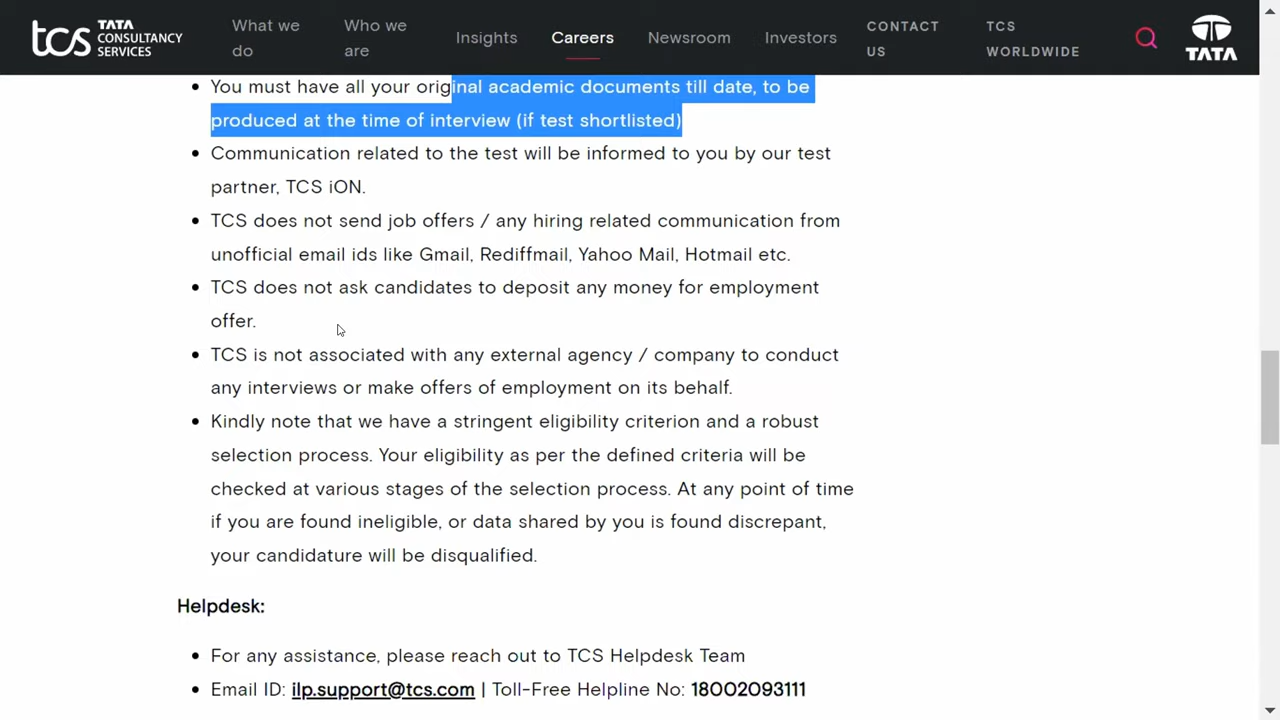 tcs TATA CONSULTANCY SERVICES
What we do
Who we are
Insights
Careers
Newsroom
Investors
CONTACT US
TCS WORLDWIDE
TATA
You must have all your original academic documents till date, to be
produced at the time of interview (if test shortlisted)
Communication related to the test will be informed to you by our test
partner, TCS iON.
TCS does not send job offers / any hiring related communication from
unofficial email ids like Gmail, Rediffmail, Yahoo Mail, Hotmail etc.
TCS does not ask candidates to deposit any money for employment
offer.
TCS is not associated with any external agency / company to conduct
any interviews or make offers of employment on its behalf.
Kindly note that we have a stringent eligibility criterion and a robust
selection process. Your eligibility as per the defined criteria will be
checked at various stages of the selection process. At any point of time
if you are found ineligible, or data shared by you is found discrepant,
your candidature will be disqualified.
Helpdesk:
For any assistance, please reach out to TCS Helpdesk Team
Email ID: ilp.support@tcs.com | Toll-Free Helpline No: 18002093111